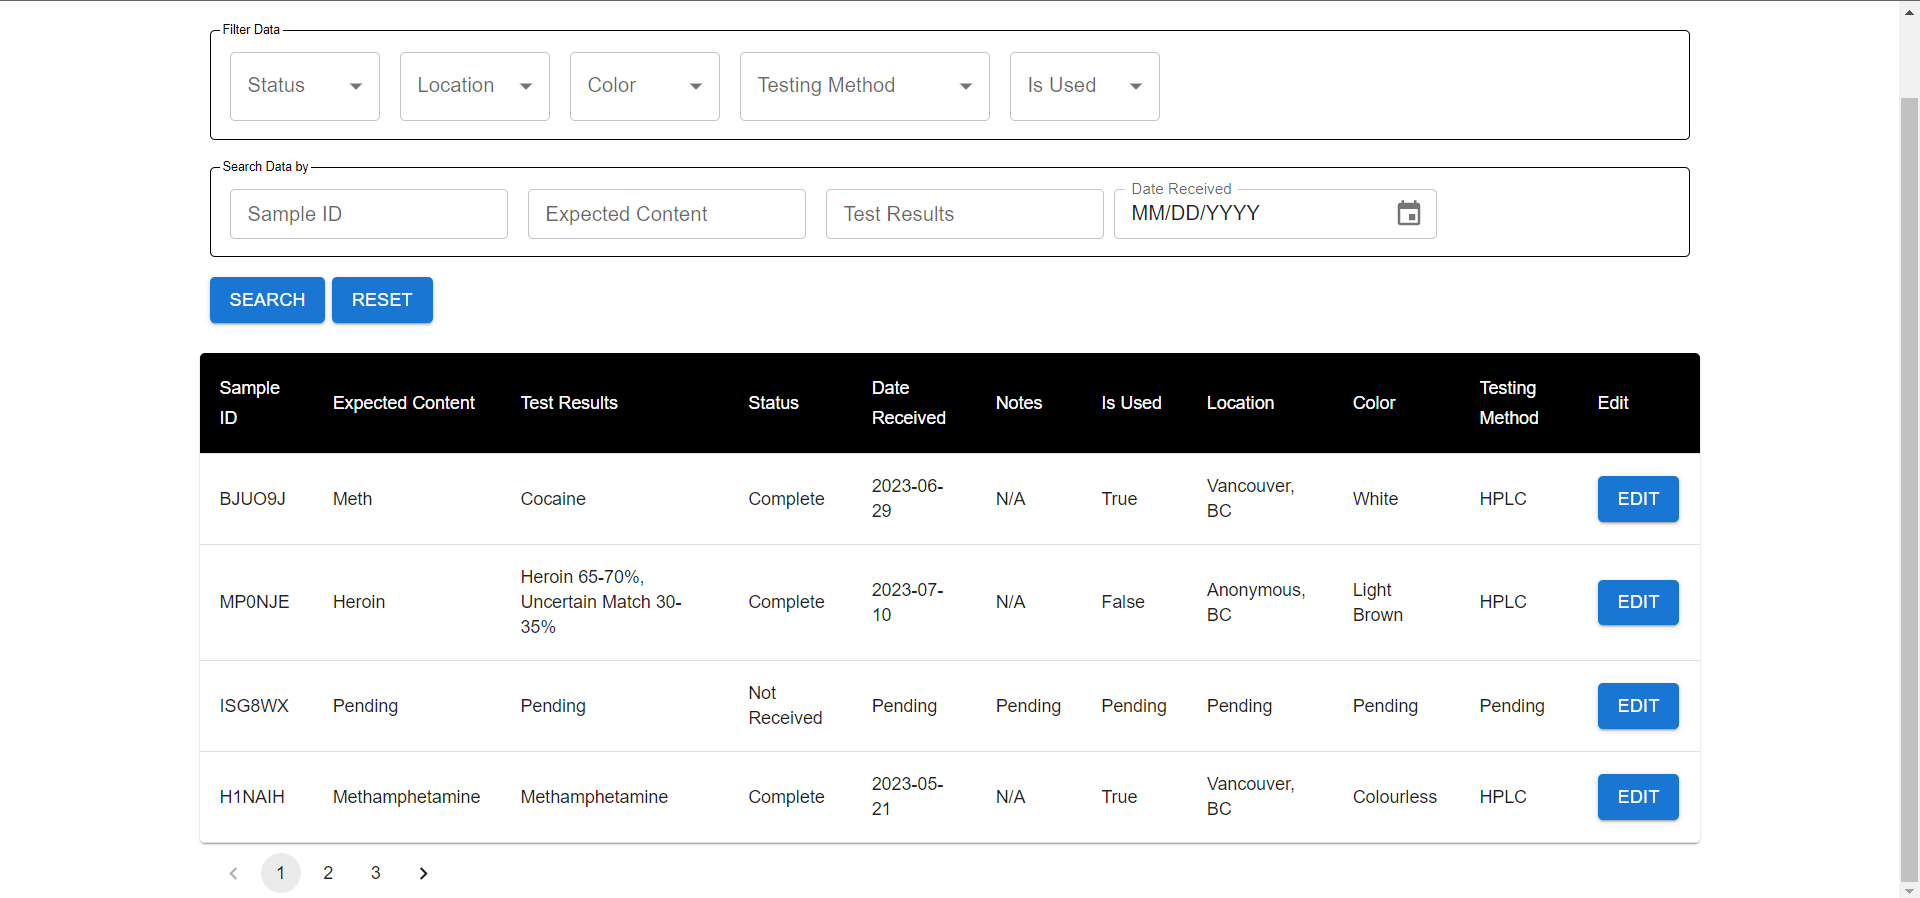 Filter Data
Status Location Color Testing Method Is Used
Search Data by
Date Received
Sample ID Expected Content Test Results MM/DD/YYYY
SEARCH RESET
Sample ID Expected Content Test Results Status Date Received Notes Is Used Location Color Testing Method Edit
BJUO9J Meth Cocaine Complete 2023-06-29 N/A True Vancouver, BC White HPLC EDIT
MP0NJE Heroin Heroin 65-70%, Uncertain Match 30-35% Complete 2023-07-10 N/A False Anonymous, BC Light Brown HPLC EDIT
ISG8WX Pending Pending Not Received Pending Pending Pending Pending Pending Pending EDIT
H1NAIH Methamphetamine Methamphetamine Complete 2023-05-21 N/A True Vancouver, BC Colourless HPLC EDIT
1 2 3